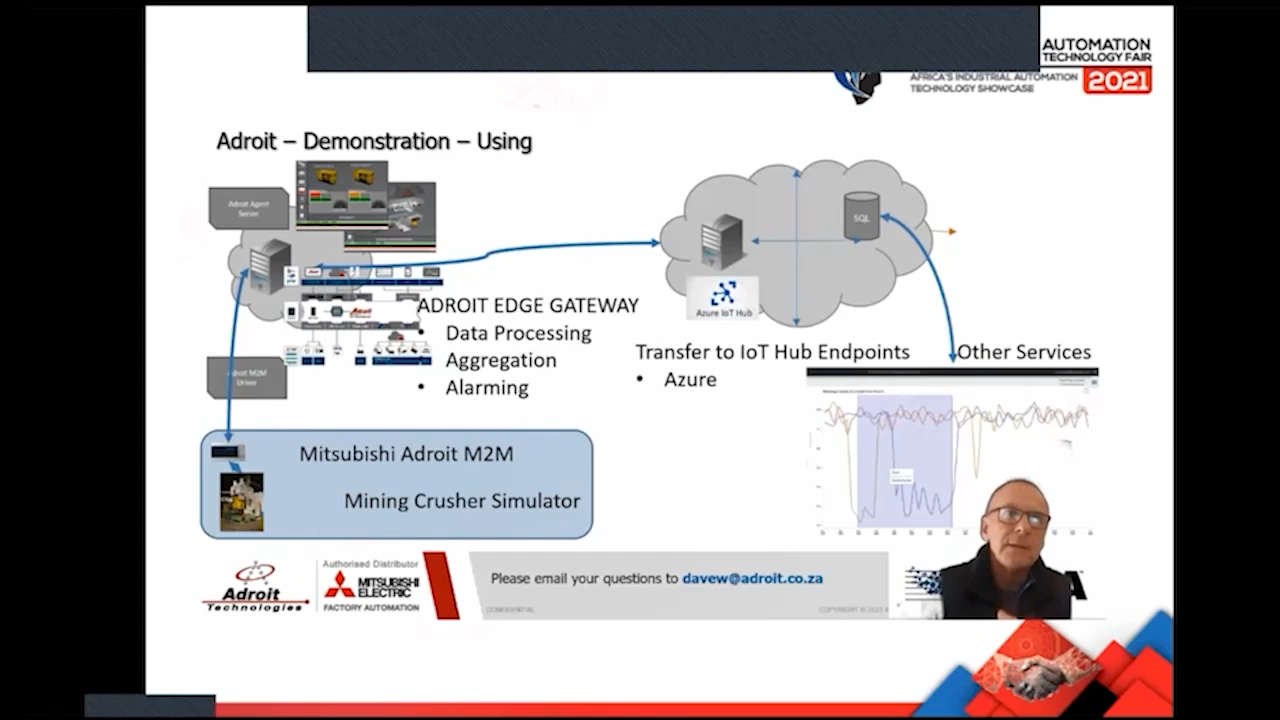 AUTOMATION
TECHNOLOGY FAIR
AFRICA'S INDUSTRIAL AUTOMATION
TECHNOLOGY SHOWCASE
2021
Adroit – Demonstration – Using
Adroit Agent
Server
SQL
Azure IoT Hub
ADROIT EDGE GATEWAY
• Data Processing
• Aggregation
• Alarming
Transfer to IoT Hub Endpoints
• Azure
Other Services
Adroit M2M
Driver
Mitsubishi Adroit M2M
Mining Crusher Simulator
Adroit
Technologies
Authorised Distributor
MITSUBISHI
ELECTRIC
FACTORY AUTOMATION
Please email your questions to davew@adroit.co.za
CONFIDENTIAL